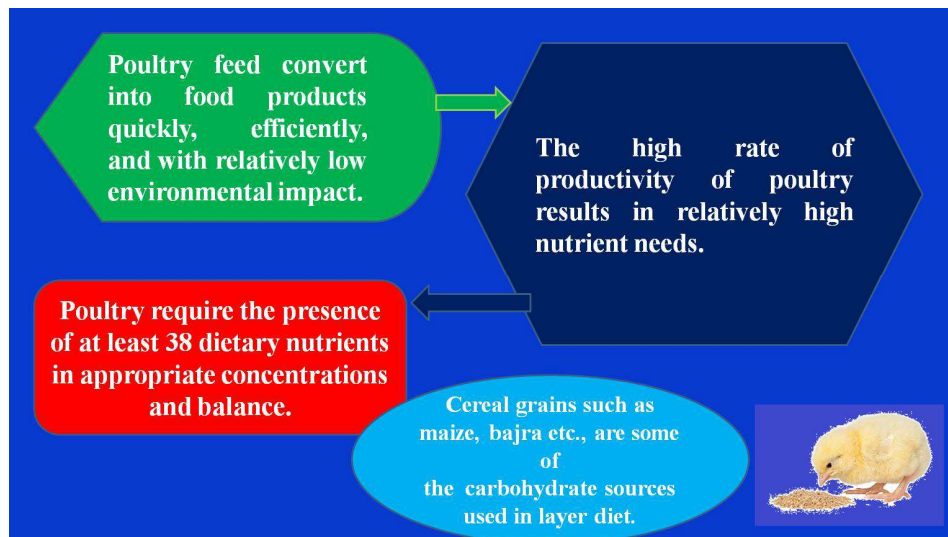 Poultry feed convert
into food products
quickly, efficiently,
and with relatively low
environmental impact.
The high rate of
productivity of poultry
results in relatively high
nutrient needs.
Poultry require the presence
of at least 38 dietary nutrients
in appropriate concentrations
and balance.
Cereal grains such as
maize, bajra etc., are some
of
the carbohydrate sources
used in layer diet.